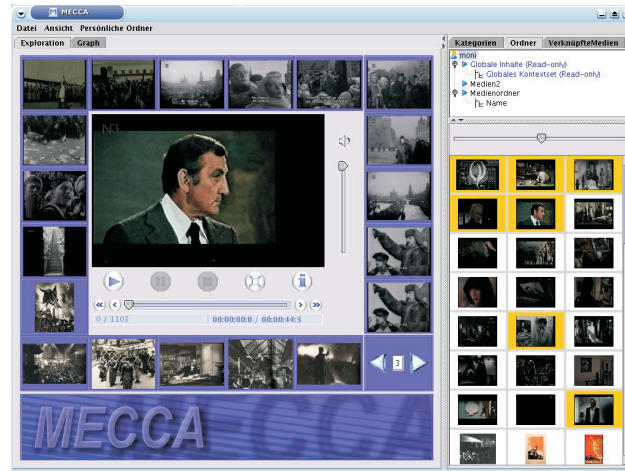 MECCA
Datei Ansicht Persönliche Ordner
Exploration Graph
N3
0 / 1103 00:00:00:0 / 00:00:44:3
3
MECCA
CCA
Kategorien Ordner VerknüpfteMedien
moni
Globale Inhalte (Read-only)
Globales Kontextset (Read-only)
Medien2
Medienordner
Name